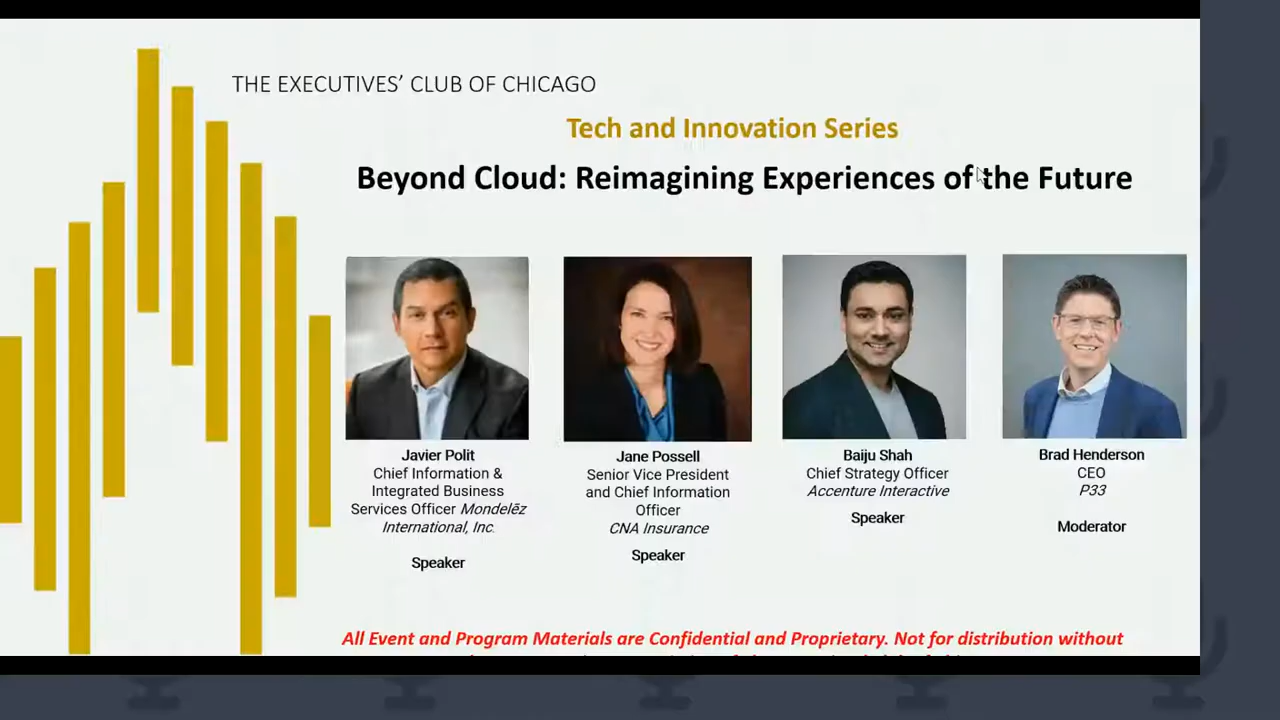 THE EXECUTIVES' CLUB OF CHICAGO
Tech and Innovation Series
Beyond Cloud: Reimagining Experiences of the Future
Javier Polit
Chief Information &
Integrated Business
Services Officer Mondelēz
International, Inc.
Speaker
Jane Possell
Senior Vice President
and Chief Information
Officer
CNA Insurance
Speaker
Baiju Shah
Chief Strategy Officer
Accenture Interactive
Speaker
Brad Henderson
CEO
P33
Moderator
All Event and Program Materials are Confidential and Proprietary. Not for distribution without